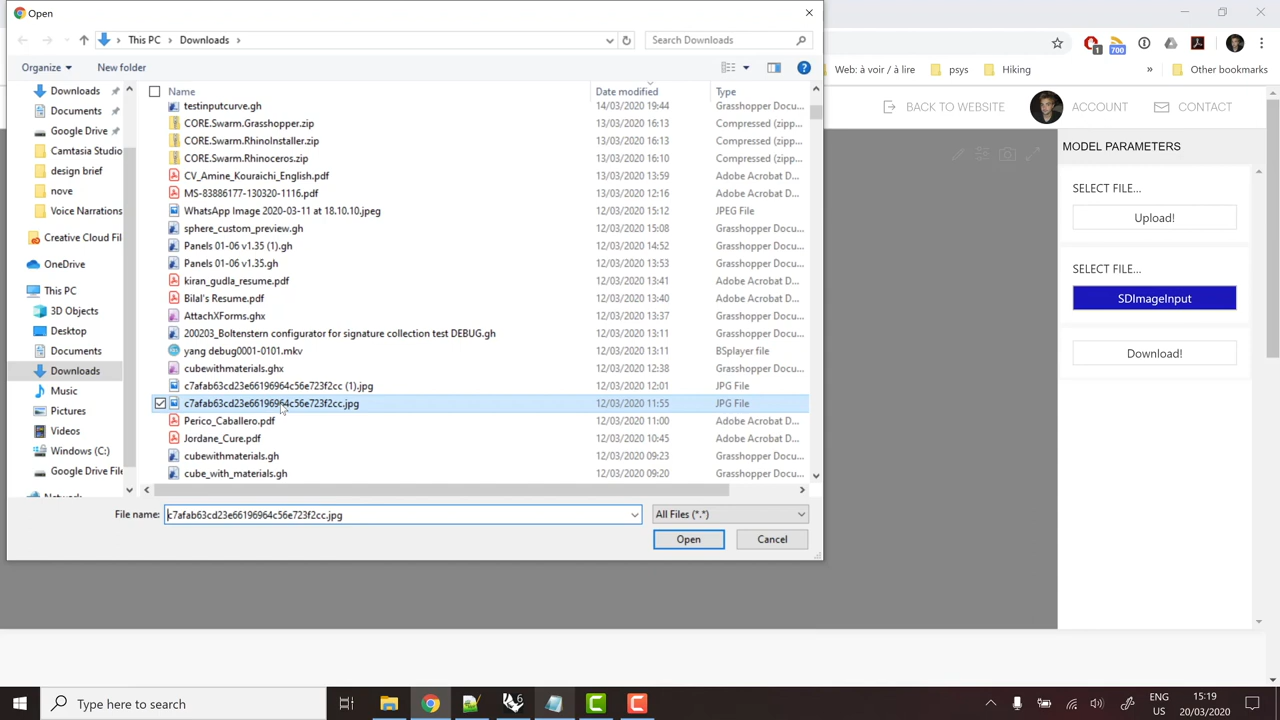 Open
This PC > Downloads >
Search Downloads
Organize
New folder
Name
Date modified
Type
Downloads
Documents
Google Drive
Camtasia Studio
design brief
nove
Voice Narrations
Creative Cloud Fil
OneDrive
This PC
3D Objects
Desktop
Documents
Downloads
Music
Pictures
Videos
Windows (C:)
Google Drive File
testinputcurve.gh 14/03/2020 19:44 Grasshopper Docu...
CORE.Swarm.Grasshopper.zip 13/03/2020 16:13 Compressed (zipp...
CORE.Swarm.RhinoInstaller.zip 13/03/2020 16:13 Compressed (zipp...
CORE.Swarm.Rhinoceros.zip 13/03/2020 16:10 Compressed (zipp...
CV_Amine_Kouraichi_English.pdf 13/03/2020 13:59 Adobe Acrobat D...
MS-83886177-130320-1116.pdf 13/03/2020 12:16 Adobe Acrobat D...
WhatsApp Image 2020-03-11 at 18.10.10.jpeg 12/03/2020 15:12 JPEG File
sphere_custom_preview.gh 12/03/2020 15:08 Grasshopper Docu...
Panels 01-06 v1.35 (1).gh 12/03/2020 14:52 Grasshopper Docu...
Panels 01-06 v1.35.gh 12/03/2020 13:53 Grasshopper Docu...
kiran_gudla_resume.pdf 12/03/2020 13:41 Adobe Acrobat D...
Bilal's Resume.pdf 12/03/2020 13:40 Adobe Acrobat D...
AttachXForms.ghx 12/03/2020 13:37 Grasshopper Docu...
200203_Boltenstern configurator for signature collection test DEBUG.gh 12/03/2020 13:11 Grasshopper Docu...
yang debug0001-0101.mkv 12/03/2020 13:11 BSplayer file
cubewithmaterials.ghx 12/03/2020 12:38 Grasshopper Docu...
c7afab63cd23e66196964c56e723f2cc (1).jpg 12/03/2020 12:01 JPG File
c7afab63cd23e66196964c56e723f2cc.jpg 12/03/2020 11:55 JPG File
Perico_Caballero.pdf 12/03/2020 11:00 Adobe Acrobat D...
Jordane_Cure.pdf 12/03/2020 10:45 Adobe Acrobat D...
cubewithmaterials.gh 12/03/2020 09:23 Grasshopper Docu...
cube_with_materials.gh 12/03/2020 09:20 Grasshopper Docu...
File name: c7afab63cd23e66196964c56e723f2cc.jpg
All Files (*.*)
Open
Cancel
1
700
Web: à voir / à lire
psys
Hiking
»
Other bookmarks
BACK TO WEBSITE
ACCOUNT
CONTACT
MODEL PARAMETERS
SELECT FILE...
Upload!
SELECT FILE...
SDImageInput
Download!
Type here to search
6
ENG
US
15:19
20/03/2020